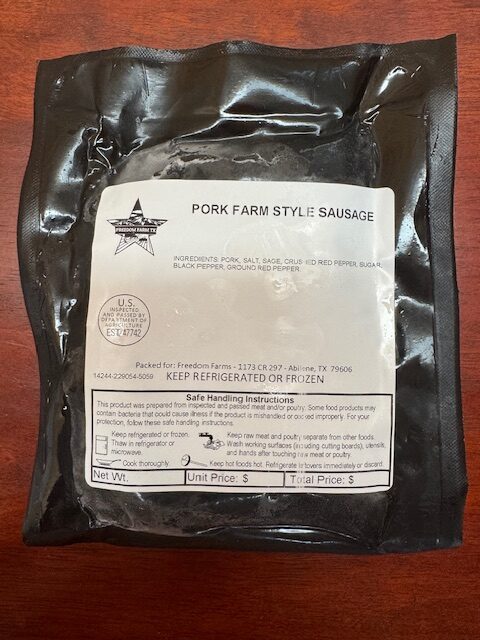 PORK FARM STYLE SAUSAGE
FREEDOM FARM TX
INGREDIENTS: PORK, SALT, SAGE, CRUSHED RED PEPPER, SUGAR,
BLACK PEPPER, GROUND RED PEPPER
U.S.
INSPECTED
AND PASSED BY
DEPARTMENT OF
AGRICULTURE
EST. 47742
Packed for: Freedom Farms - 1173 CR 297 - Abilene, TX 79606
14244-229054-5059 KEEP REFRIGERATED OR FROZEN
Safe Handling Instructions
This product was prepared from inspected and passed meat and/or poultry. Some food products may
contain bacteria that could cause illness if the product is mishandled or cooked improperly. For your
protection, follow these safe handling instructions.
Keep refrigerated or frozen.
Thaw in refrigerator or
microwave.
Keep raw meat and poultry separate from other foods.
Wash working surfaces (including cutting boards), utensils,
and hands after touching raw meat or poultry.
Cook thoroughly.
Keep hot foods hot. Refrigerate leftovers immediately or discard.
Net Wt. Unit Price: $ Total Price: $